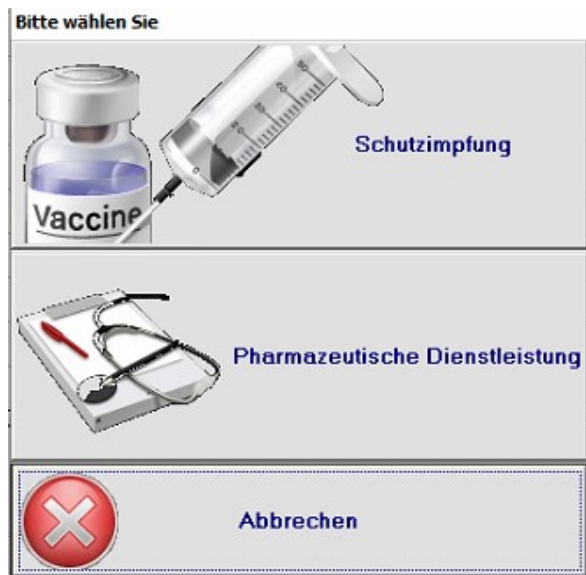 Bitte wählen Sie
Schutzimpfung
Vaccine
Pharmazeutische Dienstleistung
Abbrechen